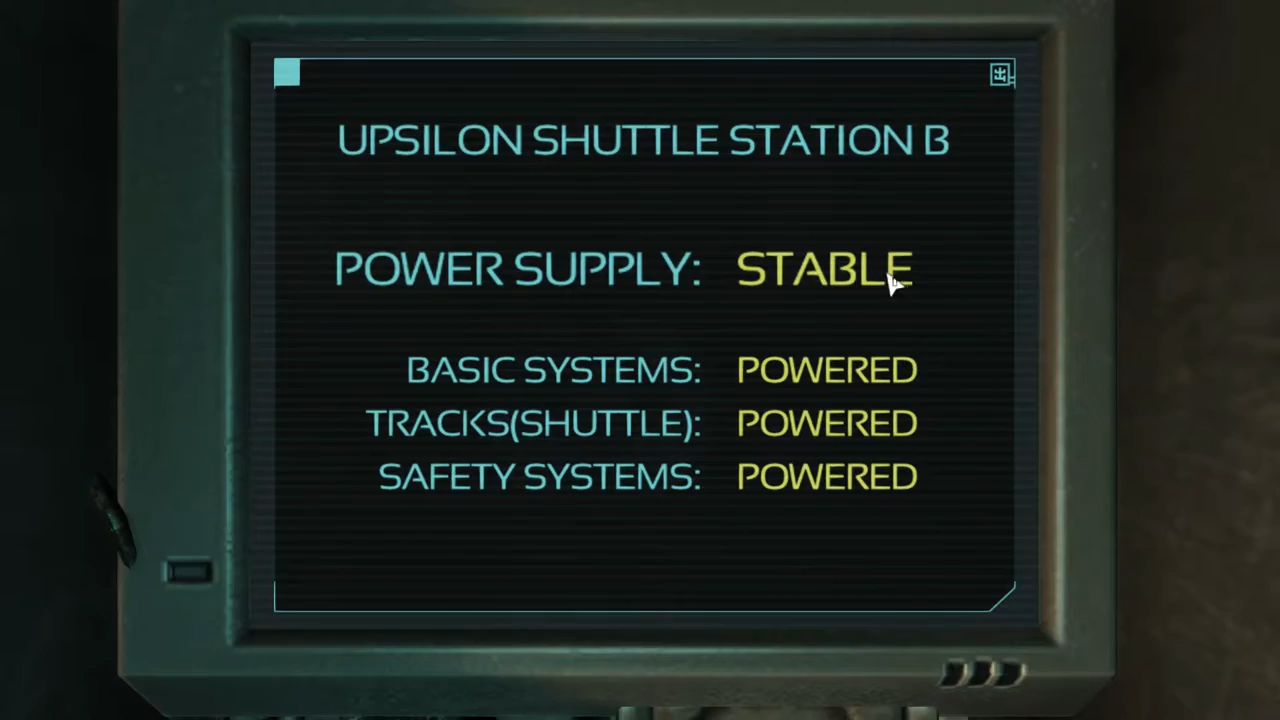 UPSILON SHUTTLE STATION B
POWER SUPPLY: STABLE
BASIC SYSTEMS: POWERED
TRACKS(SHUTTLE): POWERED
SAFETY SYSTEMS: POWERED